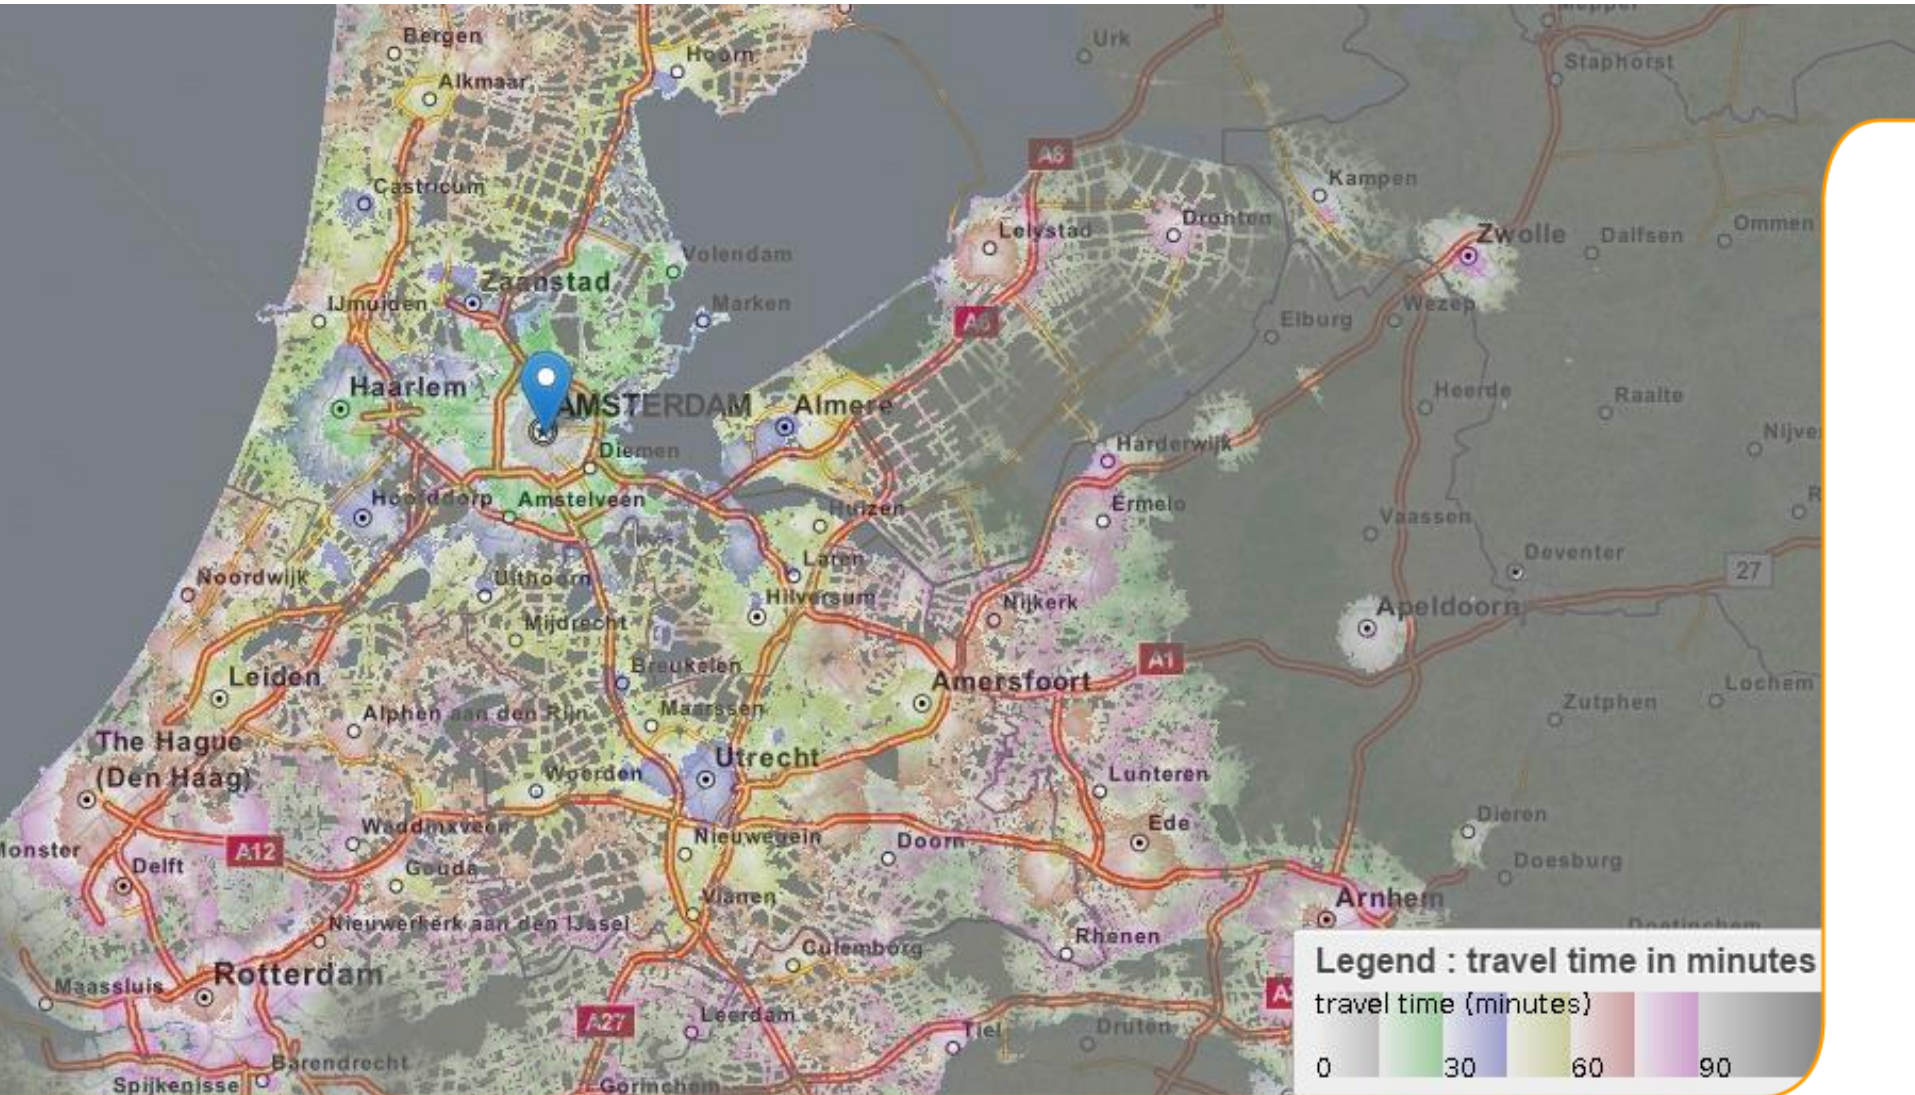 Meppel
Bergen
Urk
Hoorn
Staphorst
Alkmaar
A6
Kampen
Castricum
Dronten
Ommen
Lelystad
Zwolle
Dalfsen
Volendam
Zaanstad
IJmuiden
Marken
Wezep
A6
Elburg
Haarlem
AMSTERDAM
Almere
Heerde
Raalte
Diemen
Harderwijk
Nijve
Hoofddorp
Amstelveen
Huizen
Ermelo
R
Vaassen
Laren
Deventer
27
Noordwijk
Uithoorn
Hilversum
Nijkerk
Apeldoorn
Mijdrecht
Breukelen
A1
Leiden
Amersfoort
Lochem
Alphen aan den Rijn
Maarssen
Zutphen
The Hague
(Den Haag)
Utrecht
Woerden
Lunteren
Dieren
Waddinxveen
Nieuwegein
Doorn
Ede
A12
Monster
Delft
Gouda
Doesburg
Vianen
Arnhem
Nieuwerkerk aan den IJssel
Doetinchem
Culemborg
Rhenen
Legend : travel time in minutes
Rotterdam
Maassluis
A
travel time (minutes)
A27
Leerdam
Tiel
Druten
Barendrecht
0 30 60 90
Spijkenisse
Gorinchem